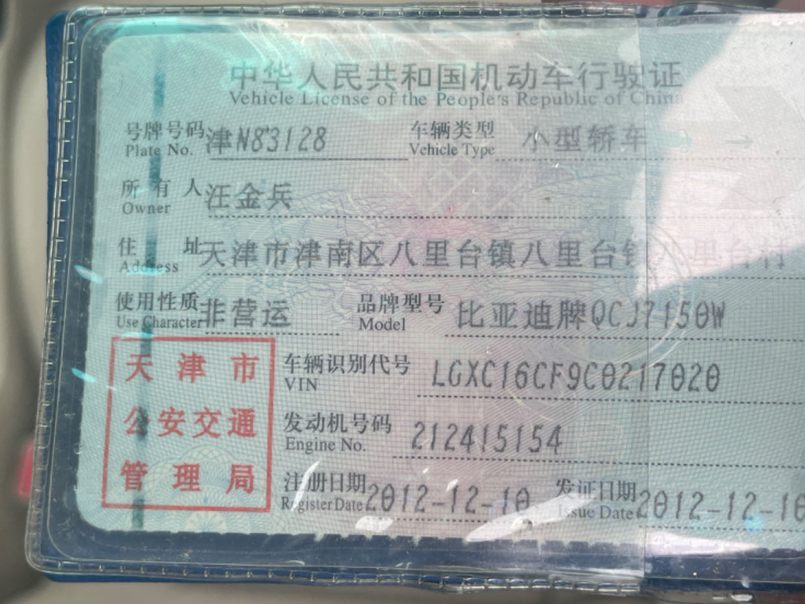 中华人民共和国机动车行驶证
Vehicle License of the People's Republic of China
号牌号码 津N83128 车辆类型 小型轿车
Plate No. Vehicle Type
所有人 汪金兵
Owner
住址 天津市津南区八里台镇八里台镇八里台村
Address
使用性质 非营运 品牌型号 比亚迪牌QCJ7150W
Use Character Model
天津市
公安交通
管理局
车辆识别代号 LGXC16CF9C0217020
VIN
发动机号码 212415154
Engine No.
注册日期 2012-12-10 发证日期 2012-12-10
Register Date Issue Date